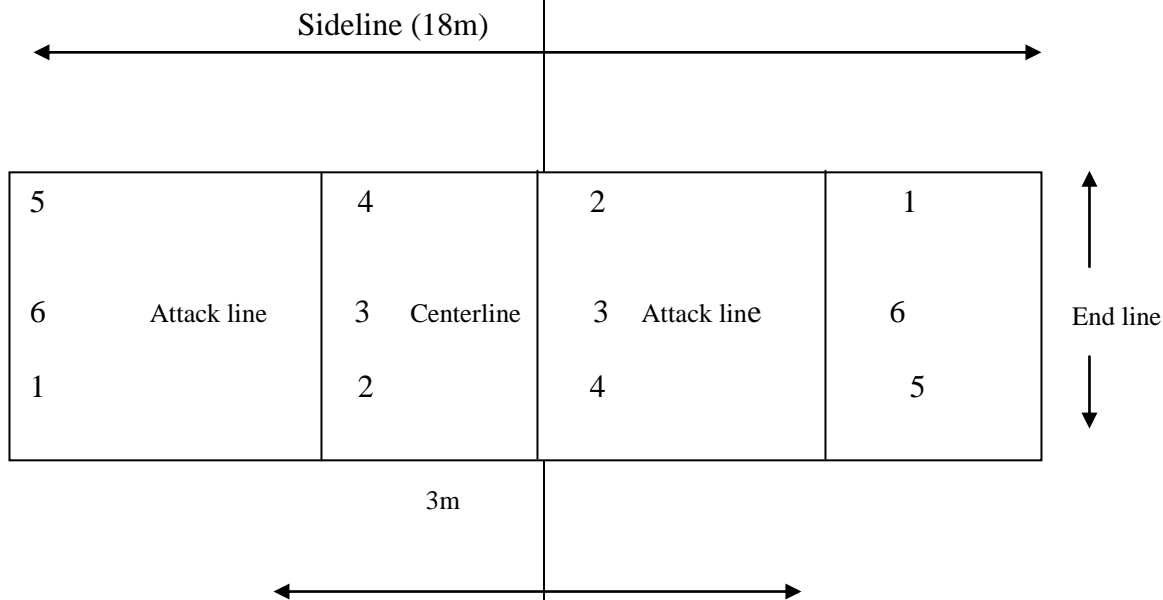 Sideline (18m)
5 4 2 1
6 Attack line 3 Centerline 3 Attack line 6 End line
1 2 4 5
3m